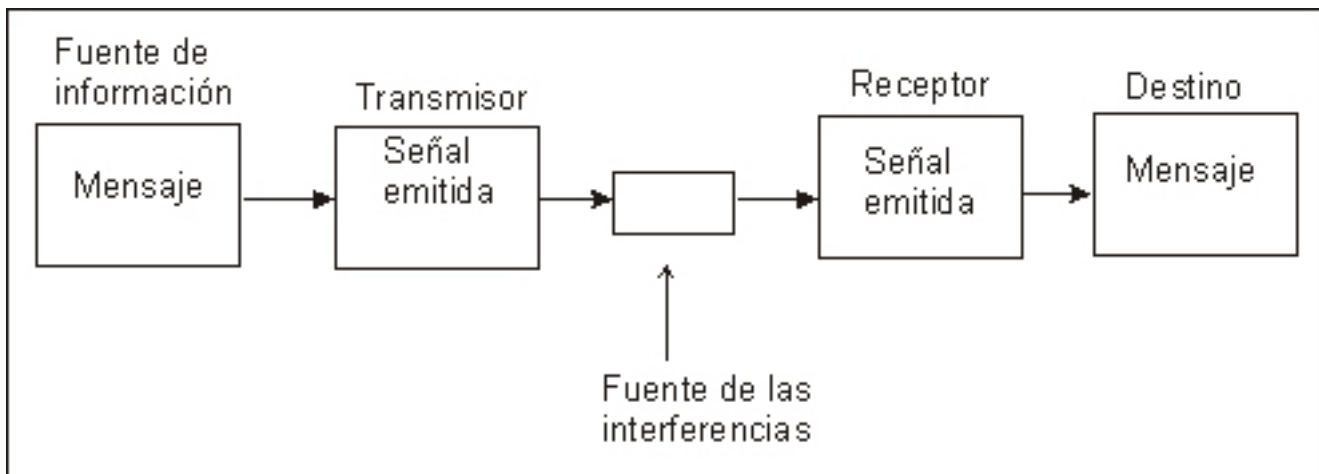 Fuente de
información
Mensaje
Transmisor
Señal
emitida
Receptor
Señal
emitida
Destino
Mensaje
Fuente de las
interferencias